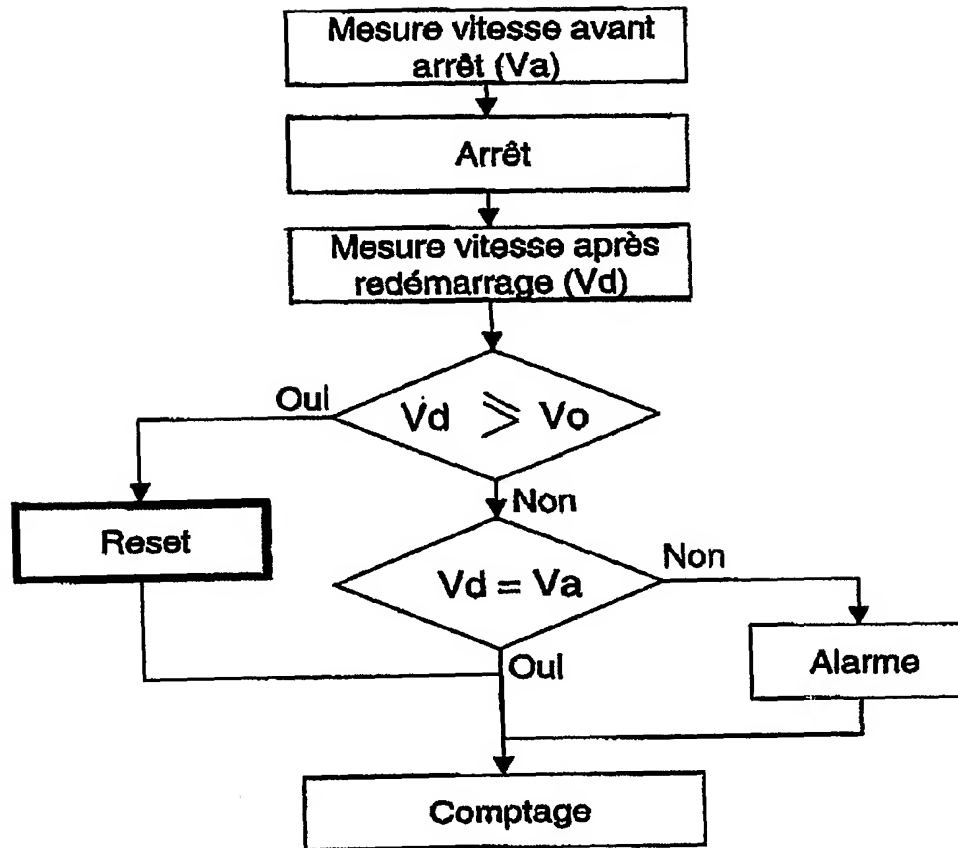 Mesure vitesse avant
arrêt (Va)
Arrêt
Mesure vitesse après
redémarrage (Vd)
Oui
Vd ⩾ Vo
Non
Reset
Vd = Va
Non
Oui
Alarme
Comptage